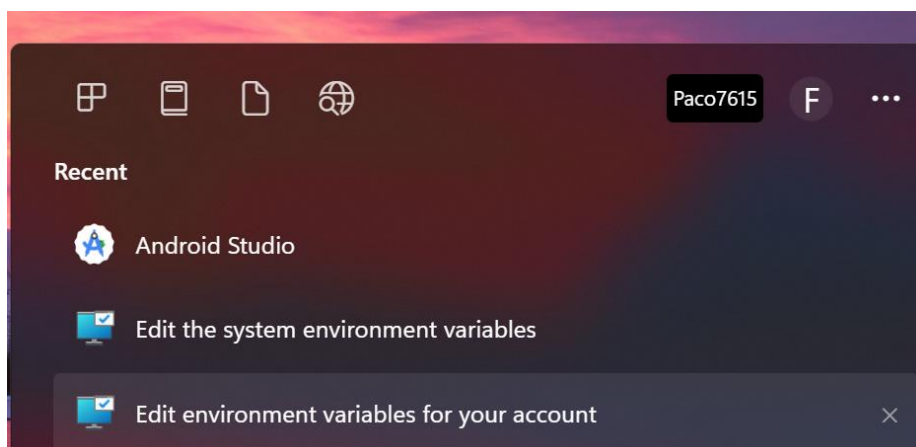 Paco7615 F
Recent
Android Studio
Edit the system environment variables
Edit environment variables for your account